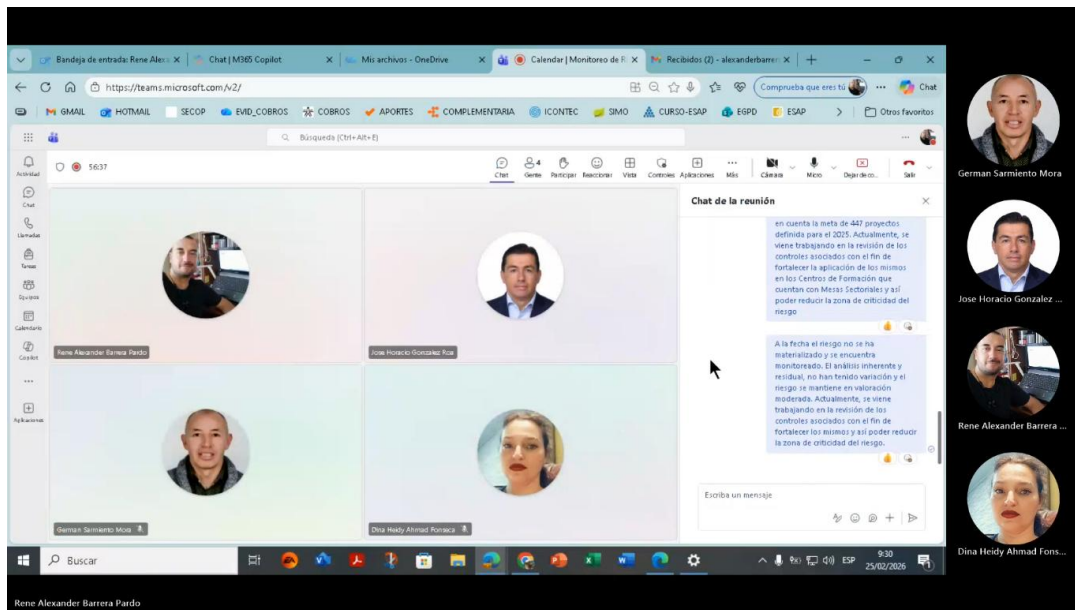 Bandeja de entrada: Rene Alex
Chat | M365 Copilot
Mis archivos - OneDrive
Calendar | Monitoreo de R
Recibidos (2) - alexanderbarre
https://teams.microsoft.com/v2/
Comprueba que eres tú
Chat
GMAIL
HOTMAIL
SECOP
EVID_COBROS
COBROS
APORTES
COMPLEMENTARIA
ICONTEC
SIMO
CURSO-ESAP
EGPD
ESAP
Otros favoritos
Búsqueda (Ctrl+Alt+E)
56:37
Chat
4
Gente
Participar
Reaccionar
Vista
Controles
Aplicaciones
Más
Cámara
Micro
Dejar de co...
Salir
Actividad
Chat
Llamadas
Tareas
Equipos
Calendario
Copilot
Aplicaciones
Rene Alexander Barrera Pardo
Jose Horacio Gonzalez Roa
German Sarmiento Mora
Dina Heidy Ahmad Fonseca
Chat de la reunión
en cuenta la meta de 447 proyectos
definida para el 2025. Actualmente, se
viene trabajando en la revisión de los
controles asociados con el fin de
fortalecer la aplicación de los mismos
en los Centros de Formación que
cuentan con Mesas Sectoriales y así
poder reducir la zona de criticidad del
riesgo
A la fecha el riesgo no se ha
materializado y se encuentra
monitoreado. El análisis inherente y
residual, no han tenido variación y el
riesgo se mantiene en valoración
moderada. Actualmente, se viene
trabajando en la revisión de los
controles asociados con el fin de
fortalecer los mismos y así poder reducir
la zona de criticidad del riesgo.
Escriba un mensaje
German Sarmiento Mora
Jose Horacio Gonzalez ...
Rene Alexander Barrera ...
Dina Heidy Ahmad Fons...
Buscar
ESP
9:30
25/02/2026
Rene Alexander Barrera Pardo